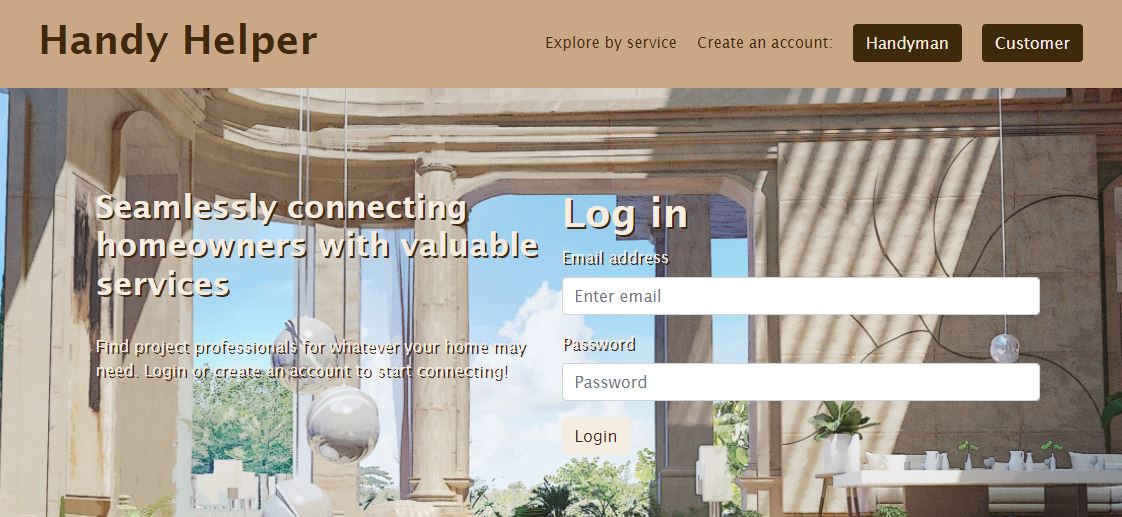 Handy Helper
Explore by service
Create an account:
Handyman
Customer
Seamlessly connecting
homeowners with valuable
services
Find project professionals for whatever your home may
need. Login or create an account to start connecting!
Log in
Email address
Enter email
Password
Password
Login